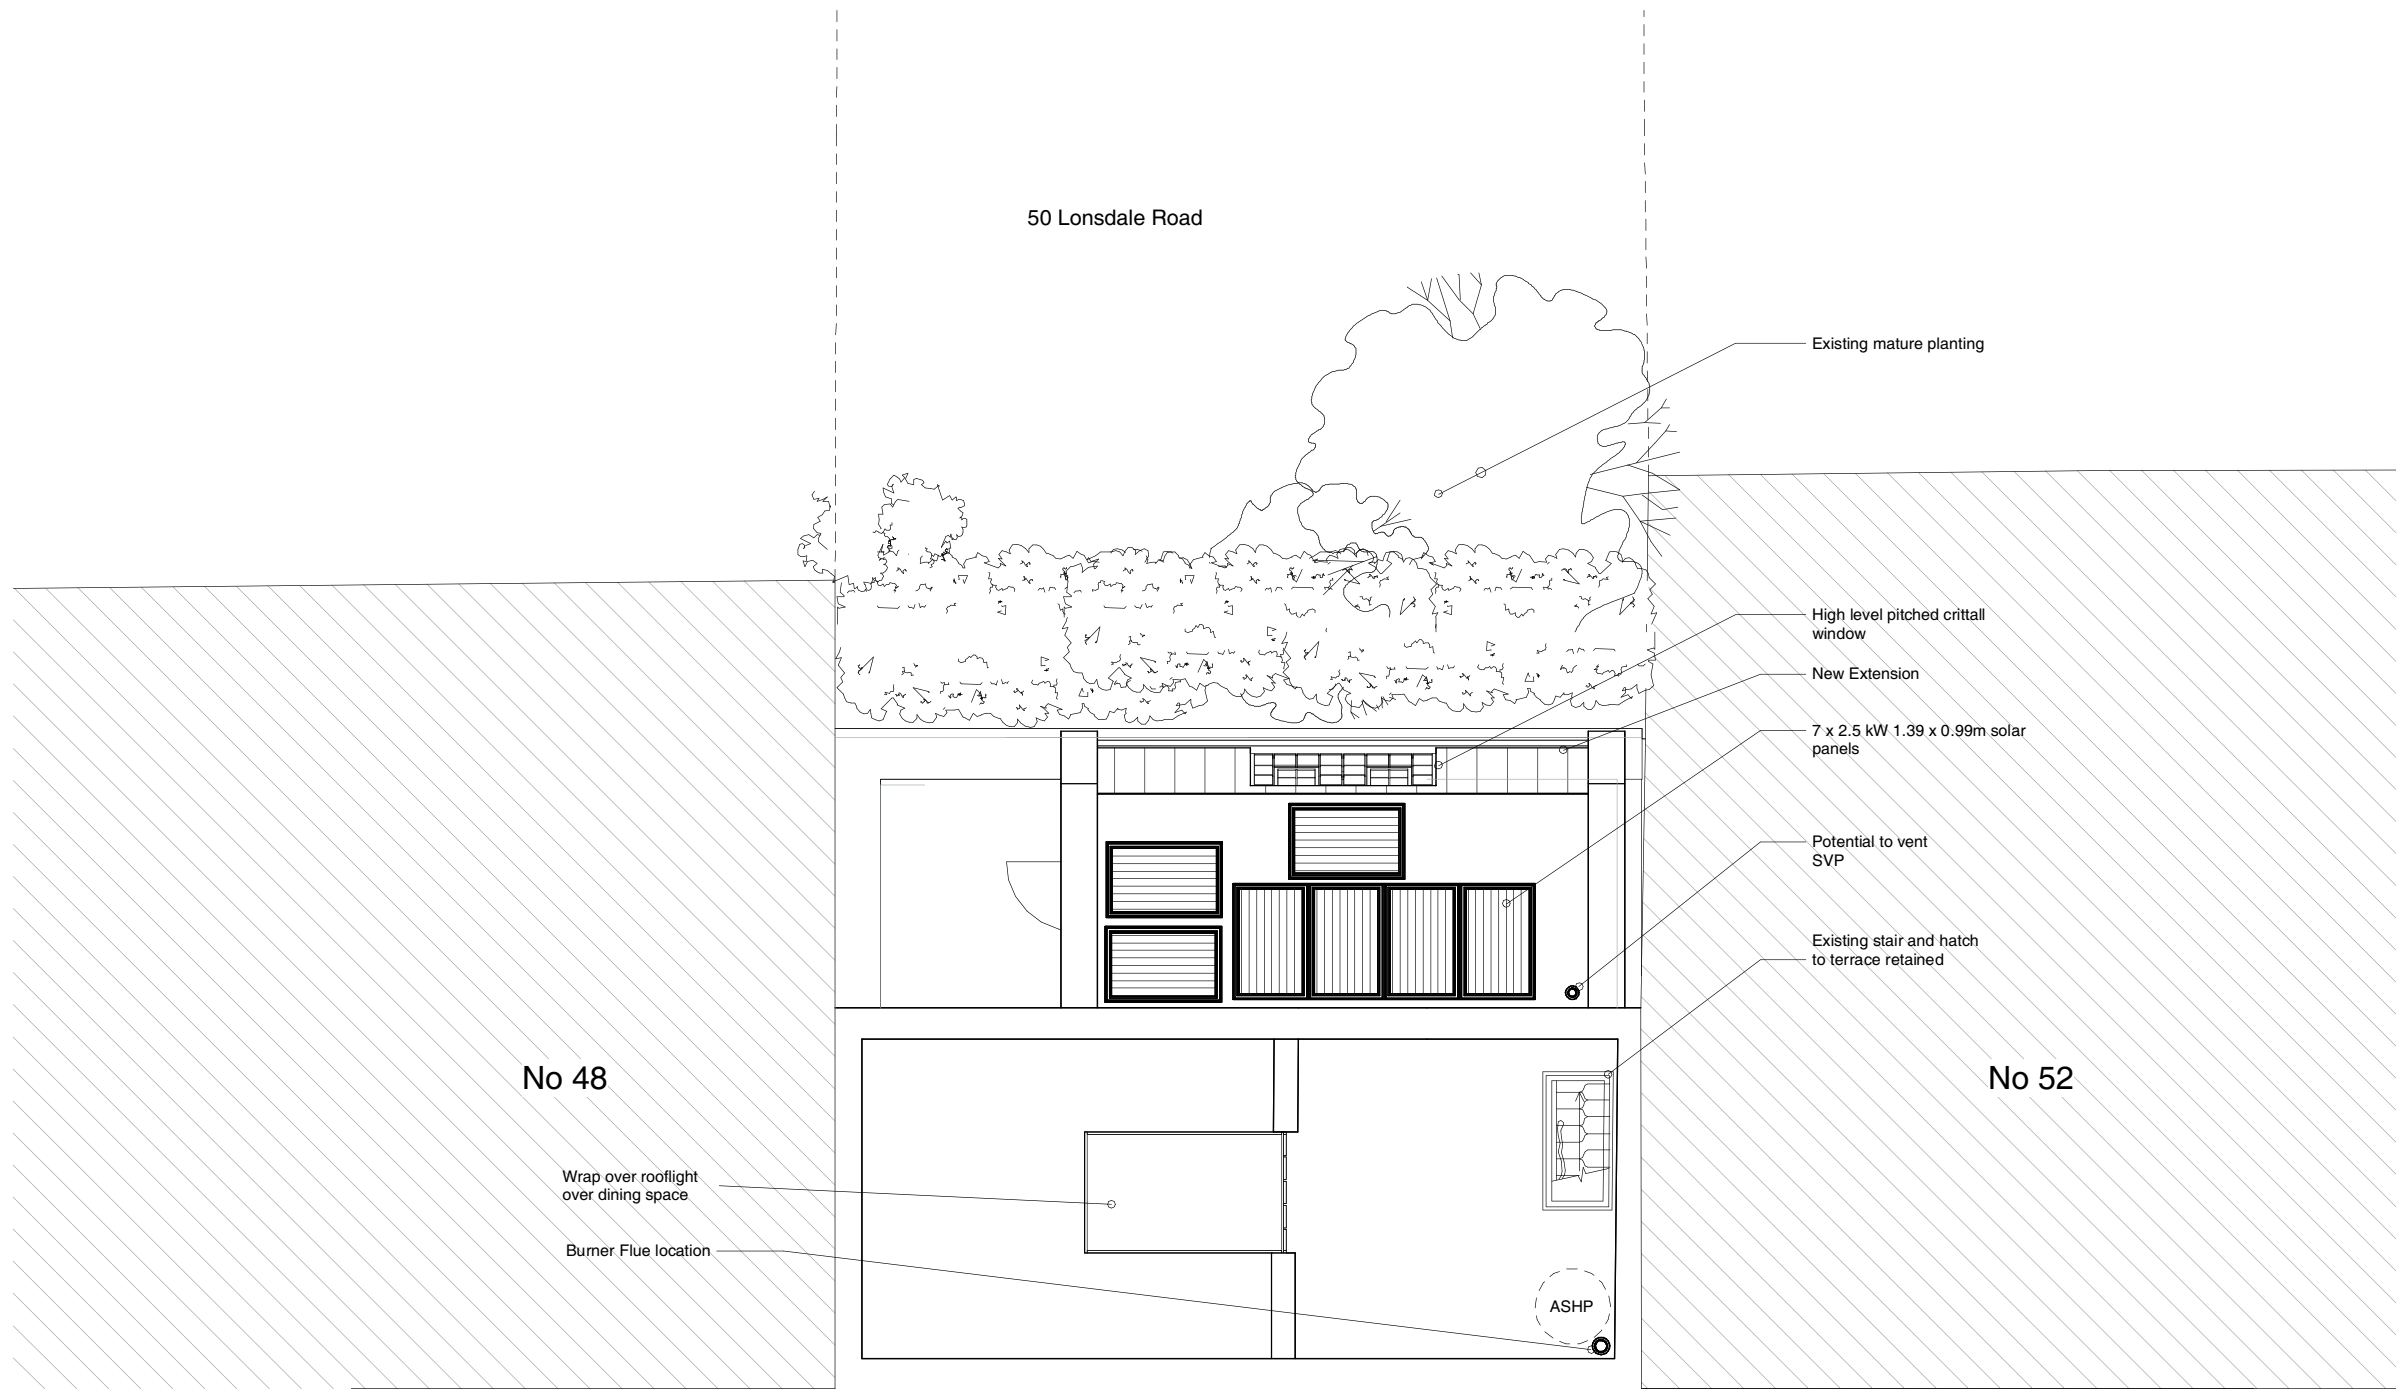 50 Lonsdale Road
Existing mature planting
High level pitched crittall
window
New Extension
7 x 2.5 kW 1.39 x 0.99m solar
panels
Potential to vent
SVP
Existing stair and hatch
to terrace retained
No 48
No 52
Wrap over rooflight
over dining space
Burner Flue location
ASHP